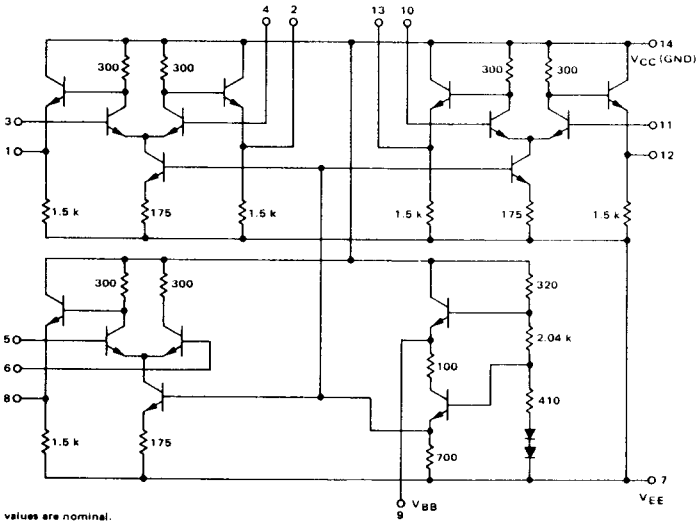 4 2 13 10
14
VCC (GND)
300 300 300 300
3
11
1
12
1.5 k 175 1.5 k 1.5 k 175 1.5 k
300 300
320
5
2.04 k
6
100
8
410
1.5 k 175
700
7
VEE
VBB
9
values are nominal.